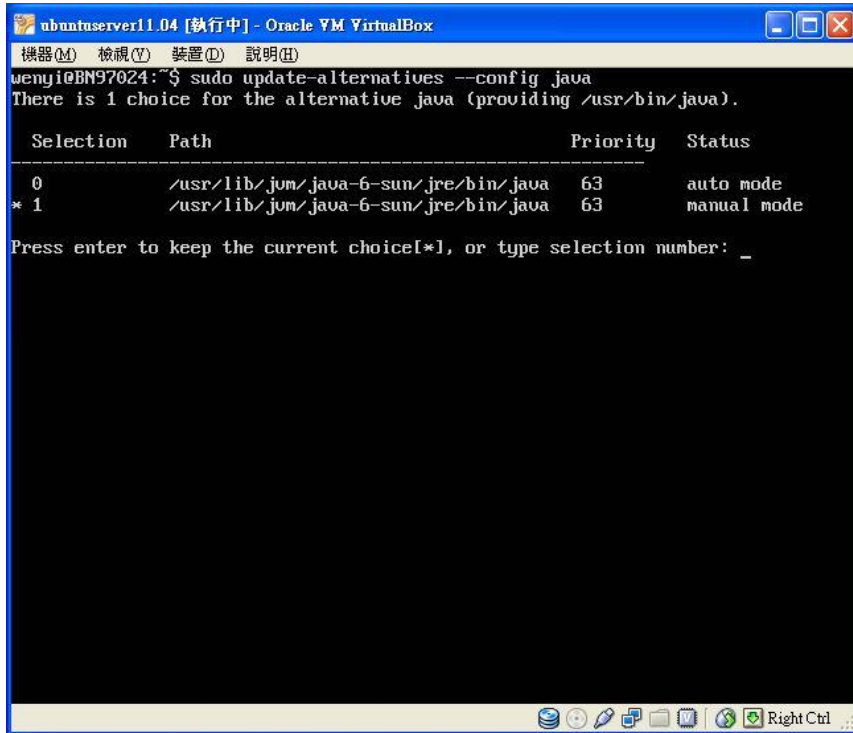 ubuntuserver11.04 [執行中] - Oracle VM VirtualBox
機器(M) 檢視(V) 裝置(D) 說明(H)
wenyi@BN97024:~$ sudo update-alternatives --config java
There is 1 choice for the alternative java (providing /usr/bin/java).
Selection Path Priority Status
------------------------------------------------------------
0 /usr/lib/jvm/java-6-sun/jre/bin/java 63 auto mode
* 1 /usr/lib/jvm/java-6-sun/jre/bin/java 63 manual mode
Press enter to keep the current choice[*], or type selection number: _
Right Ctrl